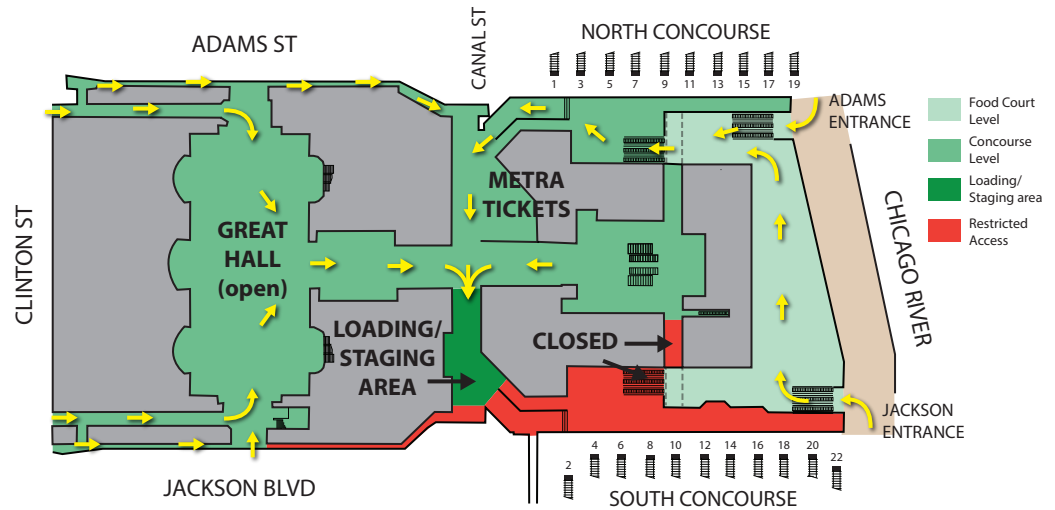 ADAMS ST
CANAL ST
NORTH CONCOURSE
1 3 5 7 9 11 13 15 17 19
ADAMS
ENTRANCE
Food Court
Level
Concourse
Level
Loading/
Staging area
Restricted
Access
METRA
TICKETS
CLINTON ST
GREAT
HALL
(open)
CHICAGO RIVER
LOADING/
STAGING
AREA
CLOSED
JACKSON
ENTRANCE
2 4 6 8 10 12 14 16 18 20 22
JACKSON BLVD
SOUTH CONCOURSE